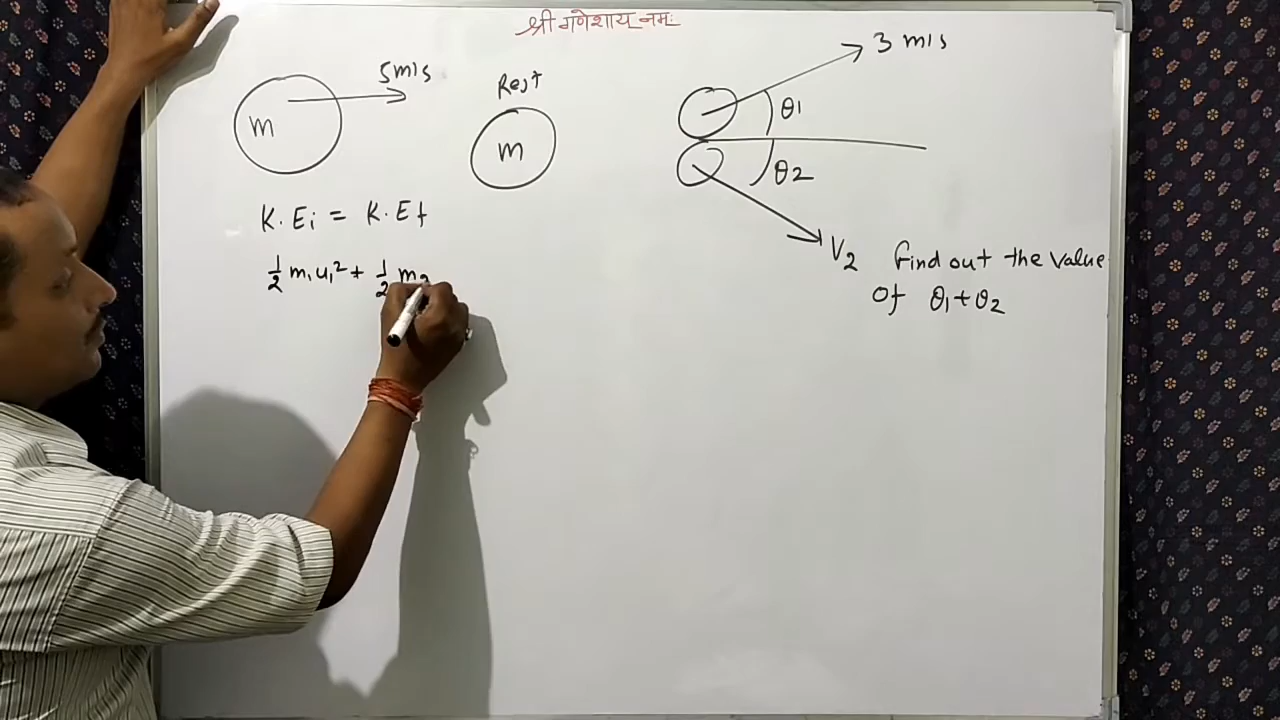 श्री गणेशाय नमः
5m/s
Rest
3 m/s
m
m
θ1
θ2
K.Ei = K.Ef
V2 find out the value
of θ1+θ2
1/2 m1u1² + 1/2 m2